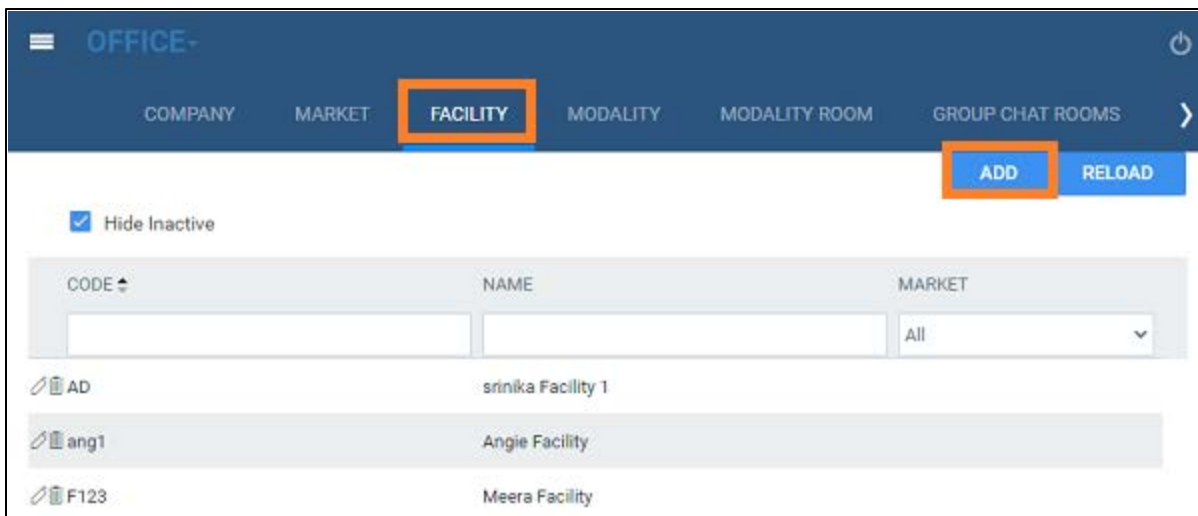 OFFICE
COMPANY MARKET FACILITY MODALITY MODALITY ROOM GROUP CHAT ROOMS
ADD RELOAD
Hide Inactive
CODE NAME MARKET
All
AD srinika Facility 1
ang1 Angie Facility
F123 Meera Facility